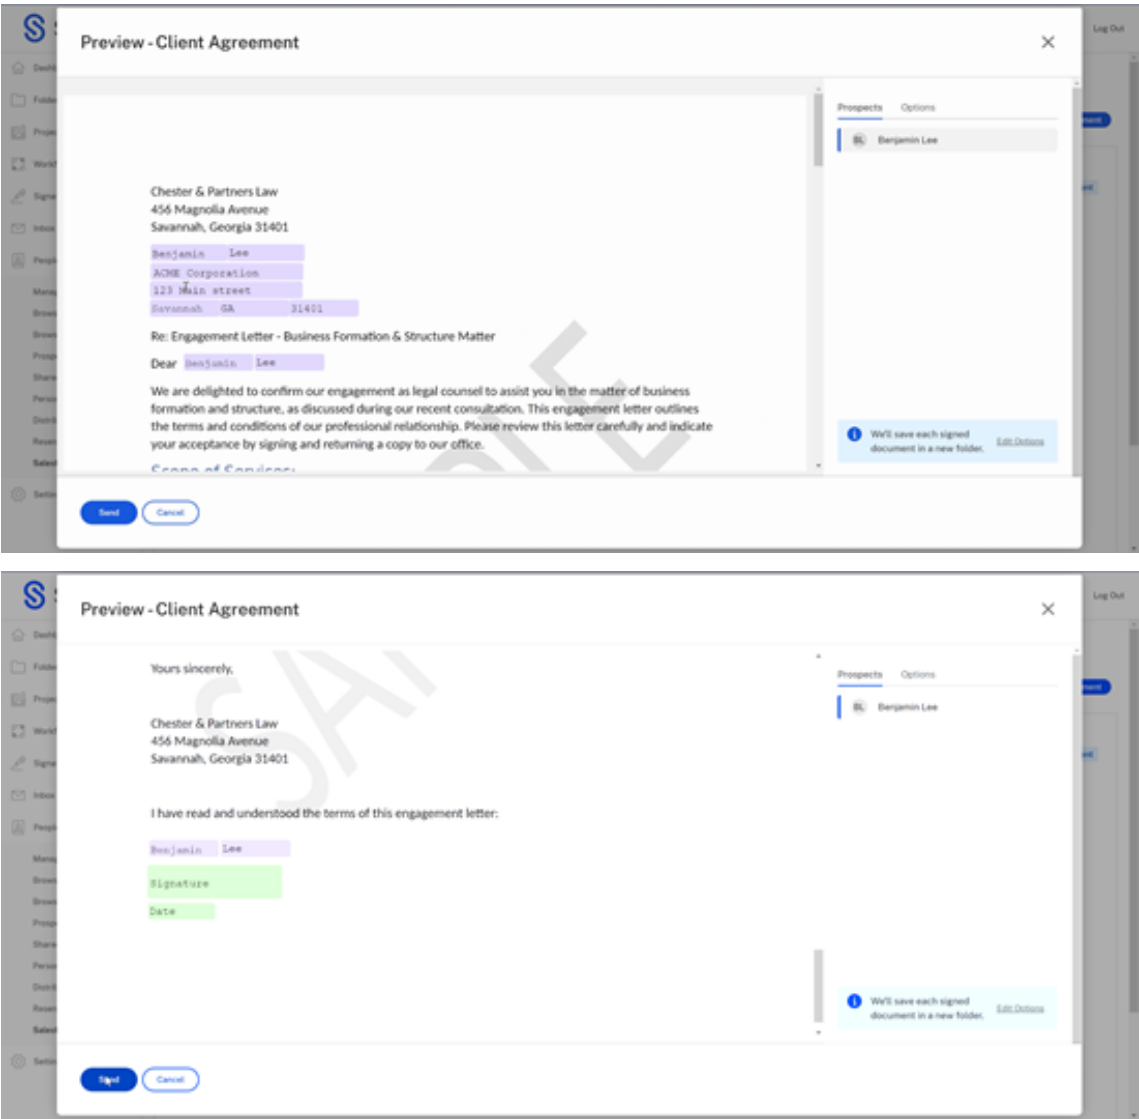 S
Preview - Client Agreement
Log Out
Prospects Options
BL Benjamin Lee
Chester & Partners Law
456 Magnolia Avenue
Savannah, Georgia 31401
Benjamin Lee
ACME Corporation
123 Main street
Savannah GA 31401
Re: Engagement Letter - Business Formation & Structure Matter
Dear Benjamin Lee
We are delighted to confirm our engagement as legal counsel to assist you in the matter of business
formation and structure, as discussed during our recent consultation. This engagement letter outlines
the terms and conditions of our professional relationship. Please review this letter carefully and indicate
your acceptance by signing and returning a copy to our office.
Scope of Services:
We'll save each signed
document in a new folder.
Edit Options
Send Cancel
S
Preview - Client Agreement
Log Out
Prospects Options
BL Benjamin Lee
Yours sincerely,
Chester & Partners Law
456 Magnolia Avenue
Savannah, Georgia 31401
I have read and understood the terms of this engagement letter:
Benjamin Lee
Signature
Date
We'll save each signed
document in a new folder.
Edit Options
Send Cancel